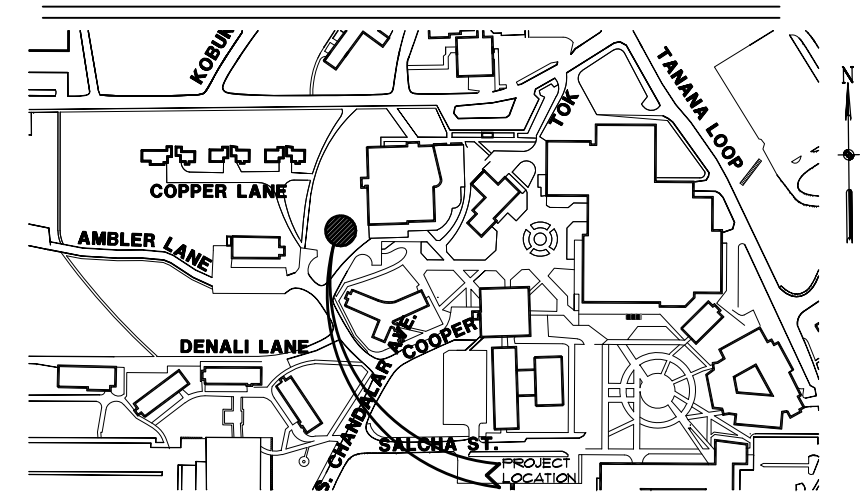 KOBUK
TANANA LOOP
N
TOK
COPPER LANE
AMBLER LANE
DENALI LANE
COOPER
S. CHANDALAR AVE.
SALCHA ST.
PROJECT
LOCATION